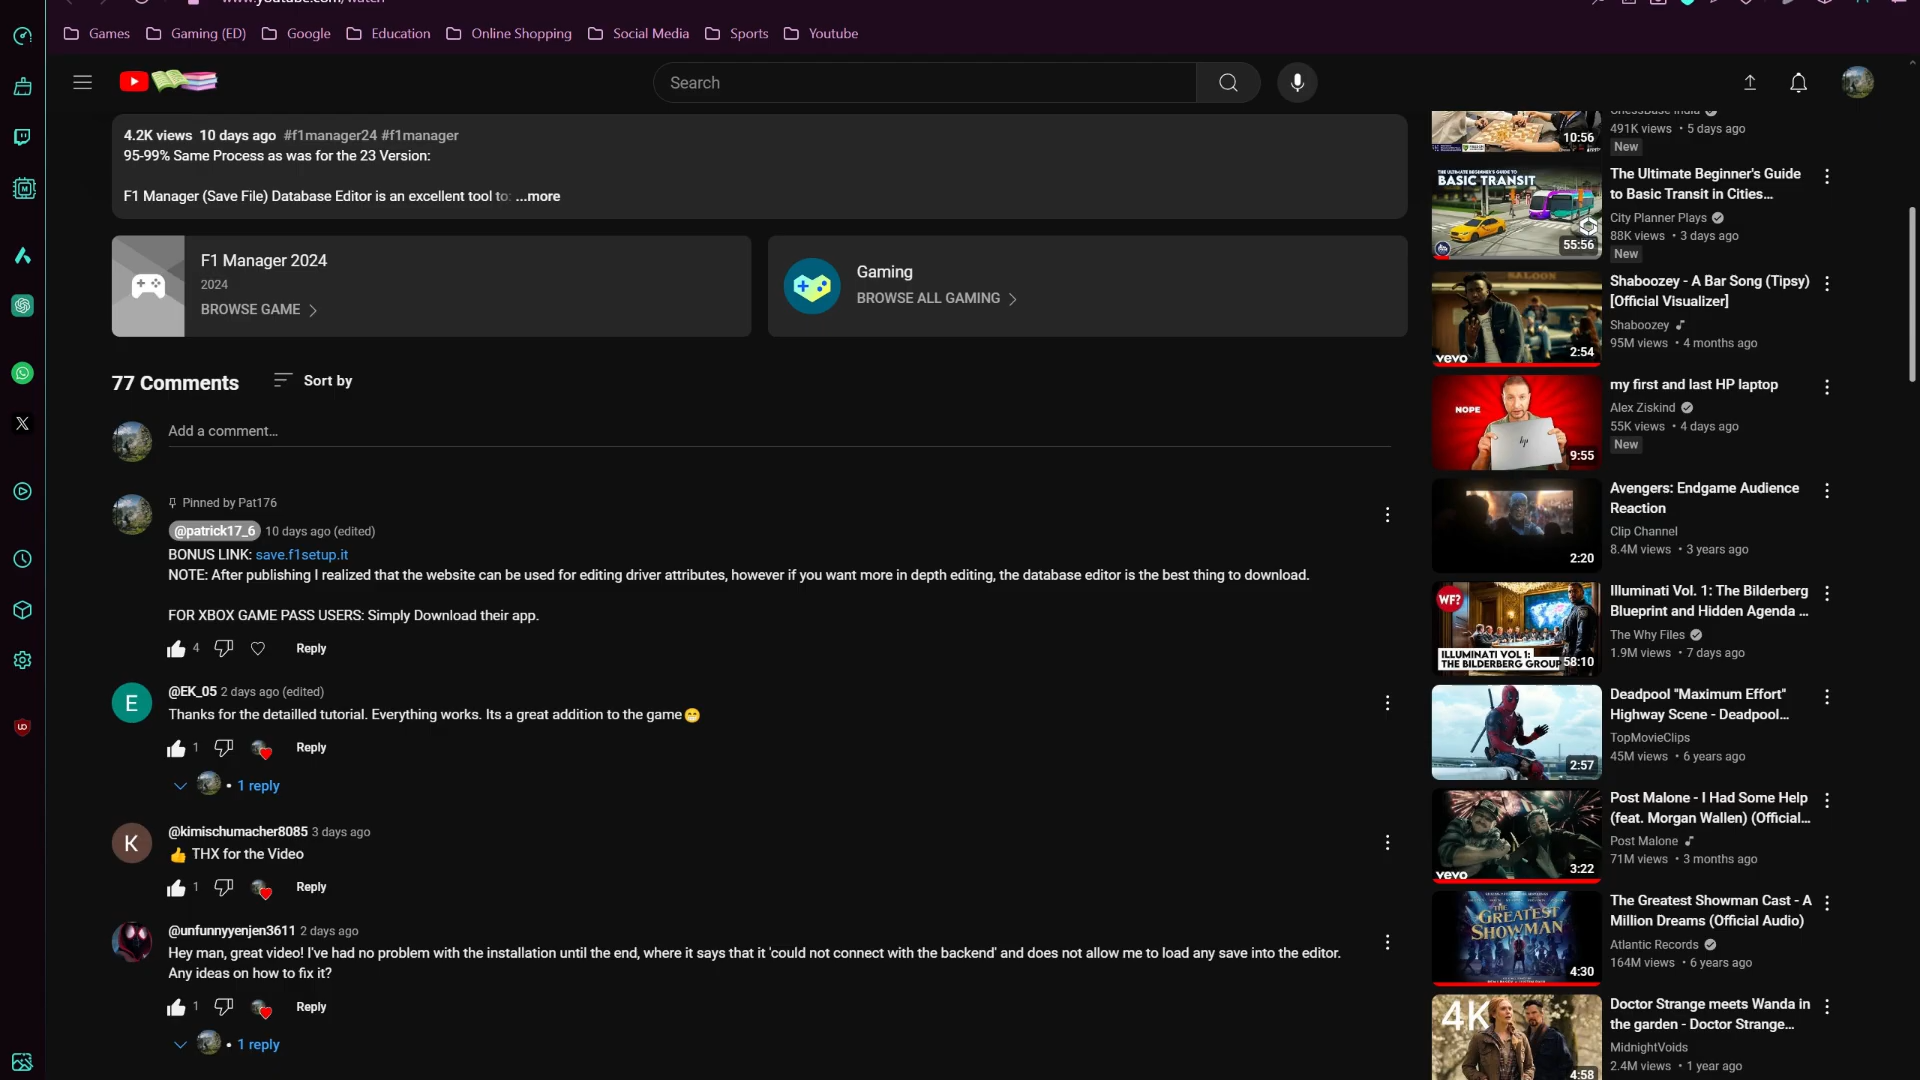 www.youtube.com/watch
Games
Gaming (ED)
Google
Education
Online Shopping
Social Media
Sports
Youtube
Search
4.2K views 10 days ago #f1manager24 #f1manager
95-99% Same Process as was for the 23 Version:
F1 Manager (Save File) Database Editor is an excellent tool to: ...more
F1 Manager 2024
2024
BROWSE GAME
Gaming
BROWSE ALL GAMING
77 Comments
Sort by
Add a comment...
Pinned by Pat176
@patrick17_6 10 days ago (edited)
BONUS LINK: save.f1setup.it
NOTE: After publishing I realized that the website can be used for editing driver attributes, however if you want more in depth editing, the database editor is the best thing to download.
FOR XBOX GAME PASS USERS: Simply Download their app.
4
Reply
E
@EK_05 2 days ago (edited)
Thanks for the detailled tutorial. Everything works. Its a great addition to the game😁
1
Reply
• 1 reply
K
@kimischumacher8085 3 days ago
👍 THX for the Video
1
Reply
@unfunnyyenjen3611 2 days ago
Hey man, great video! I've had no problem with the installation until the end, where it says that it 'could not connect with the backend' and does not allow me to load any save into the editor.
Any ideas on how to fix it?
1
Reply
• 1 reply
10:56
ChessBase India
491K views • 5 days ago
New
THE ULTIMATE BEGINNER'S GUIDE TO
BASIC TRANSIT
55:56
The Ultimate Beginner's Guide
to Basic Transit in Cities...
City Planner Plays
88K views • 3 days ago
New
SALOON
vevo
2:54
Shaboozey - A Bar Song (Tipsy)
[Official Visualizer]
Shaboozey
95M views • 4 months ago
NOPE
hp
9:55
my first and last HP laptop
Alex Ziskind
55K views • 4 days ago
New
2:20
Avengers: Endgame Audience
Reaction
Clip Channel
8.4M views • 3 years ago
WF?
ILLUMINATI VOL 1:
THE BILDERBERG GROUP
58:10
Illuminati Vol. 1: The Bilderberg
Blueprint and Hidden Agenda ...
The Why Files
1.9M views • 7 days ago
2:57
Deadpool "Maximum Effort"
Highway Scene - Deadpool...
TopMovieClips
45M views • 6 years ago
vevo
3:22
Post Malone - I Had Some Help
(feat. Morgan Wallen) (Official...
Post Malone
71M views • 3 months ago
THE
GREATEST
SHOWMAN
4:30
The Greatest Showman Cast - A
Million Dreams (Official Audio)
Atlantic Records
164M views • 6 years ago
4K
4:58
Doctor Strange meets Wanda in
the garden - Doctor Strange...
MidnightVoids
2.4M views • 1 year ago